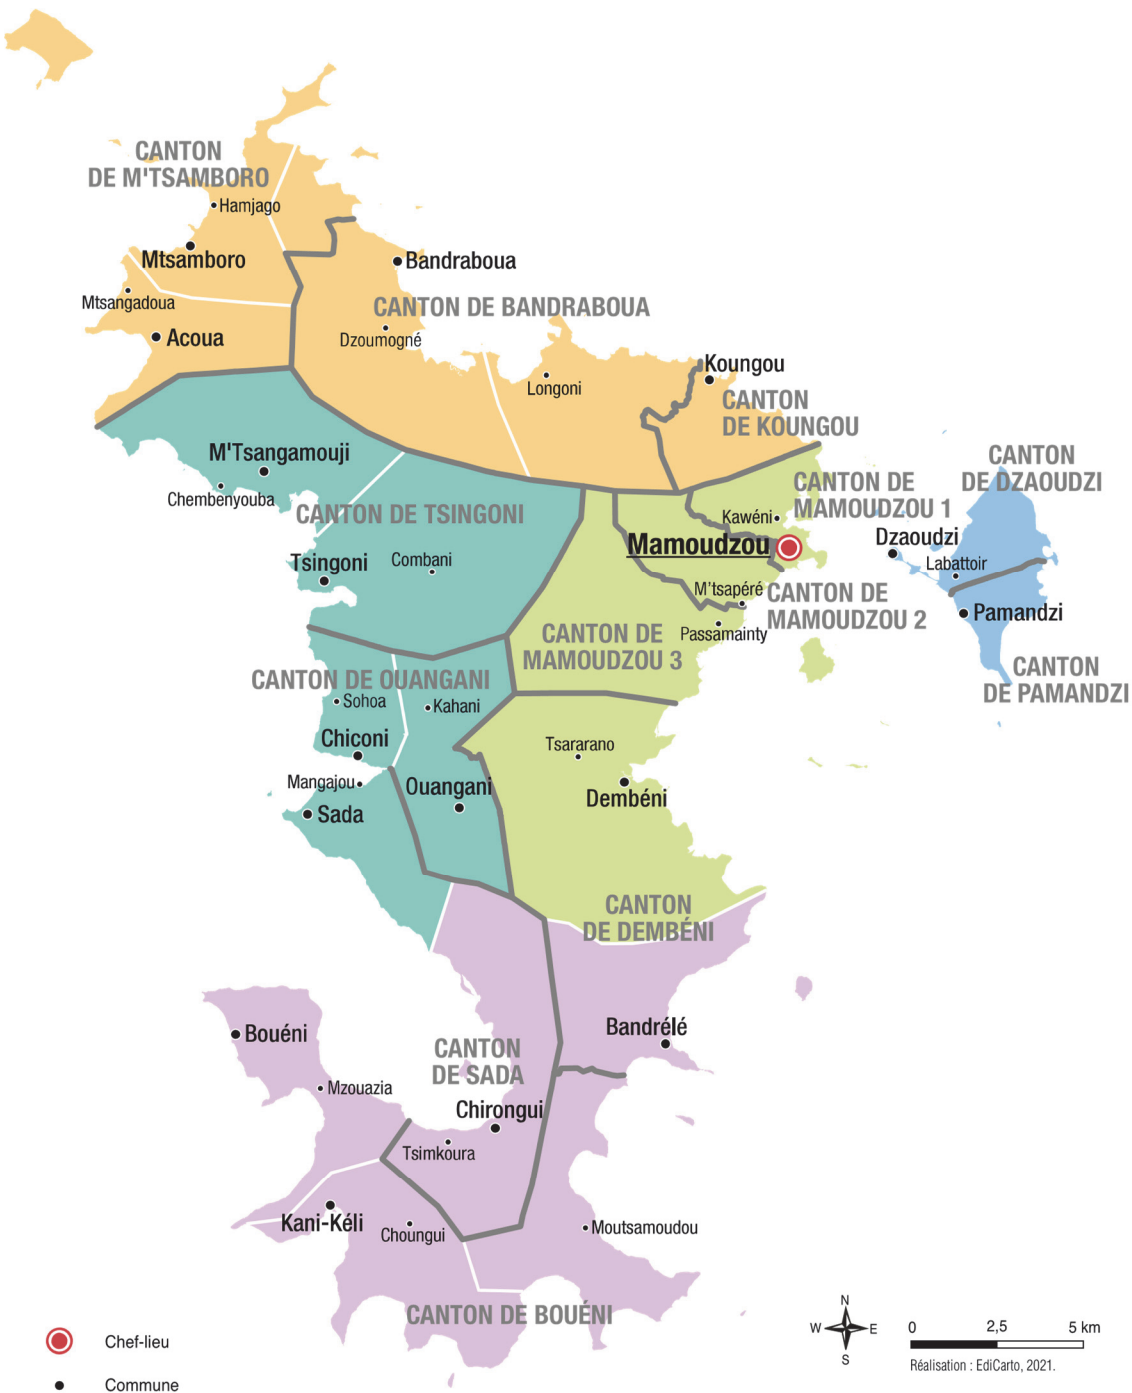 CANTON
DE M'TSAMBORO
Hamjago
Mtsamboro
Bandraboua
Mtsangadoua
CANTON DE BANDRABOUA
Acoua
Dzoumogné
Koungou
Longoni
CANTON
DE KOUNGOU
M'Tsangamouji
Chembenyouba
CANTON
DE DZAOUDZI
CANTON DE
MAMOUDZOU 1
CANTON DE TSINGONI
Kawéni
Mamoudzou
Dzaoudzi
Tsingoni
Combani
Labattoir
M'tsapéré
CANTON DE
MAMOUDZOU 2
Pamandzi
Passamainty
CANTON DE
MAMOUDZOU 3
CANTON
DE PAMANDZI
CANTON DE OUANGANI
Sohoa
Kahani
Chiconi
Tsararano
Mangajou
Ouangani
Dembéni
Sada
CANTON
DE DEMBÉNI
Bouéni
Bandrélé
CANTON
DE SADA
Mzouazia
Chirongui
Tsimkoura
Kani-Kéli
Choungui
Moutsamoudou
CANTON DE BOUÉNI
Chef-lieu
Commune
N
W E
S
0 2,5 5 km
Réalisation : EdiCarto, 2021.